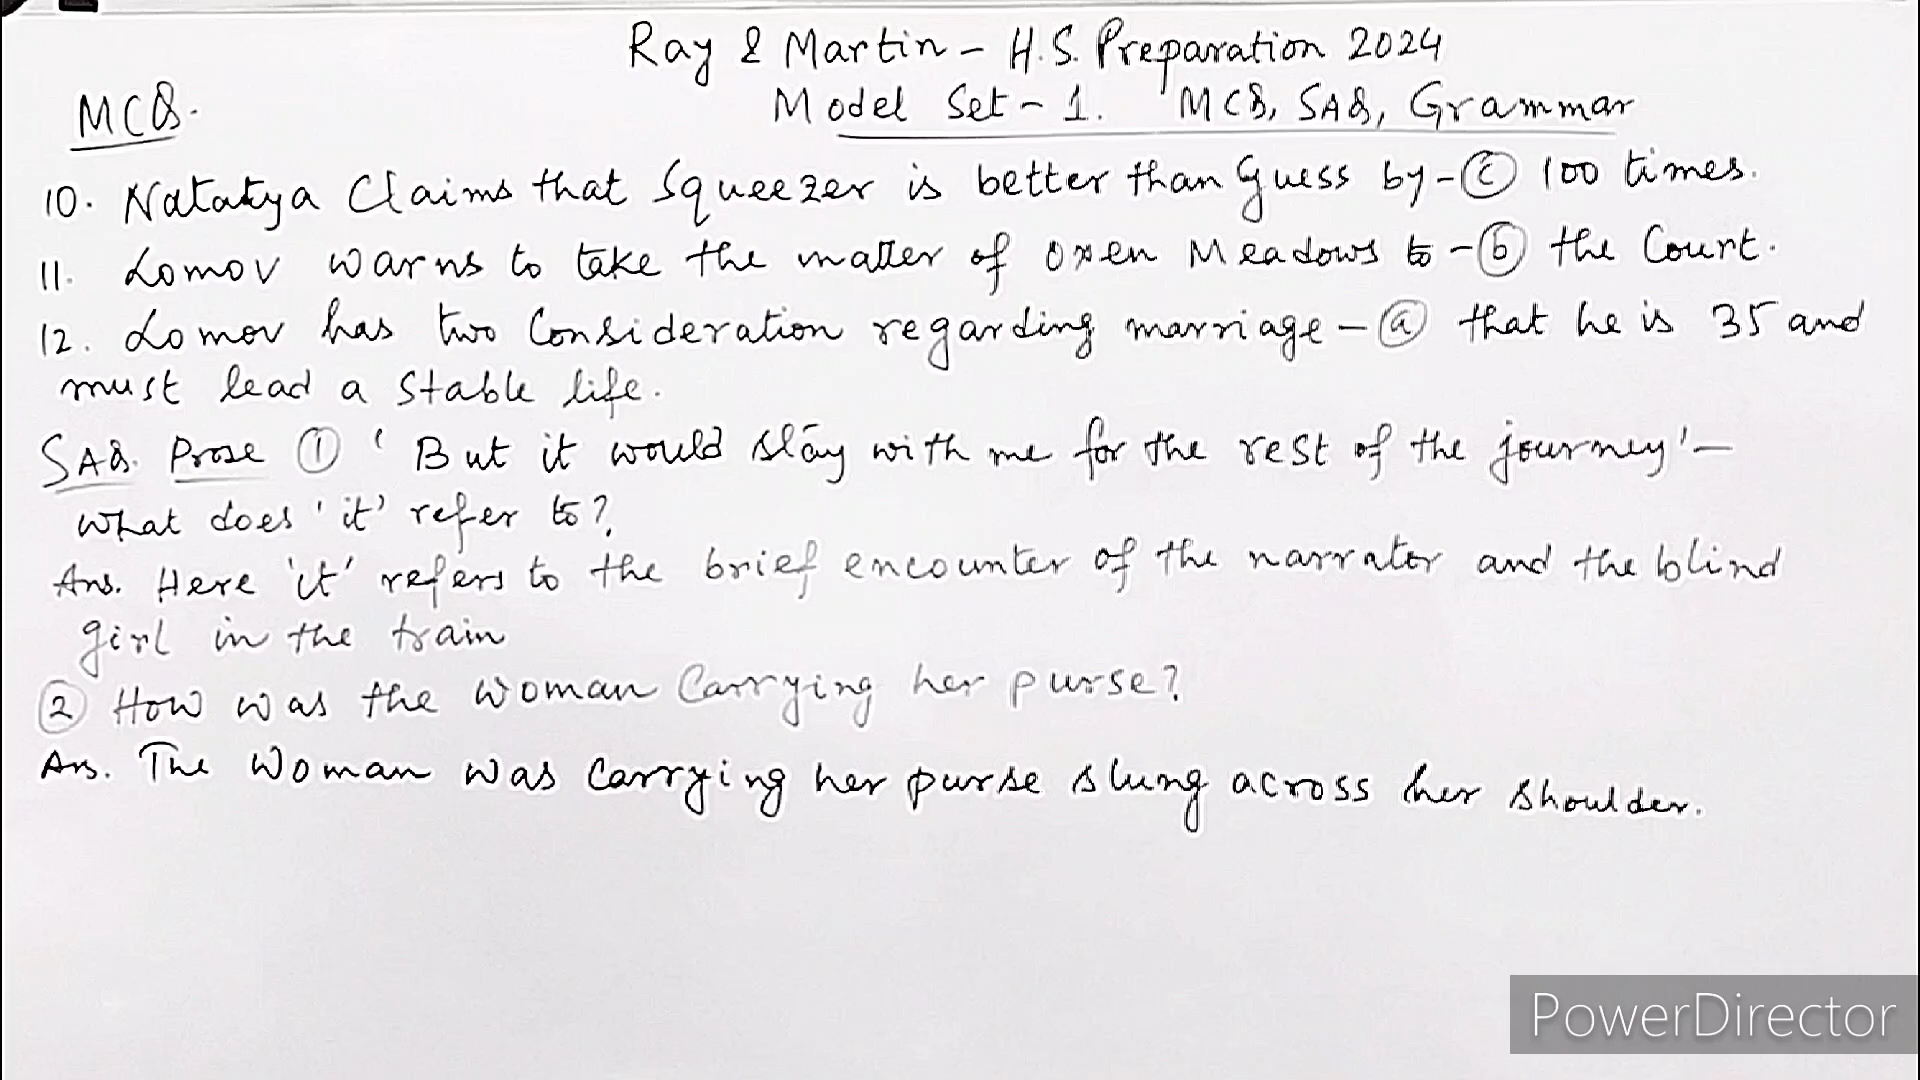 Ray & Martin - H.S. Preparation 2024
Model Set - 1. MCQ, SAQ, Grammar
MCQ.
10. Natalya Claims that Squeezer is better than Guess by - (c) 100 times.
11. Lomov warns to take the matter of Oxen Meadows to - (b) the Court.
12. Lomov has two Consideration regarding marriage - (a) that he is 35 and
must lead a stable life.
SAQ. Prose (1) 'But it would stay with me for the rest of the journey' -
What does 'it' refer to?
Ans. Here 'it' refers to the brief encounter of the narrator and the blind
girl in the train
(2) How was the woman Carrying her purse?
Ans. The Woman was Carrying her purse slung across her shoulder.
PowerDirector